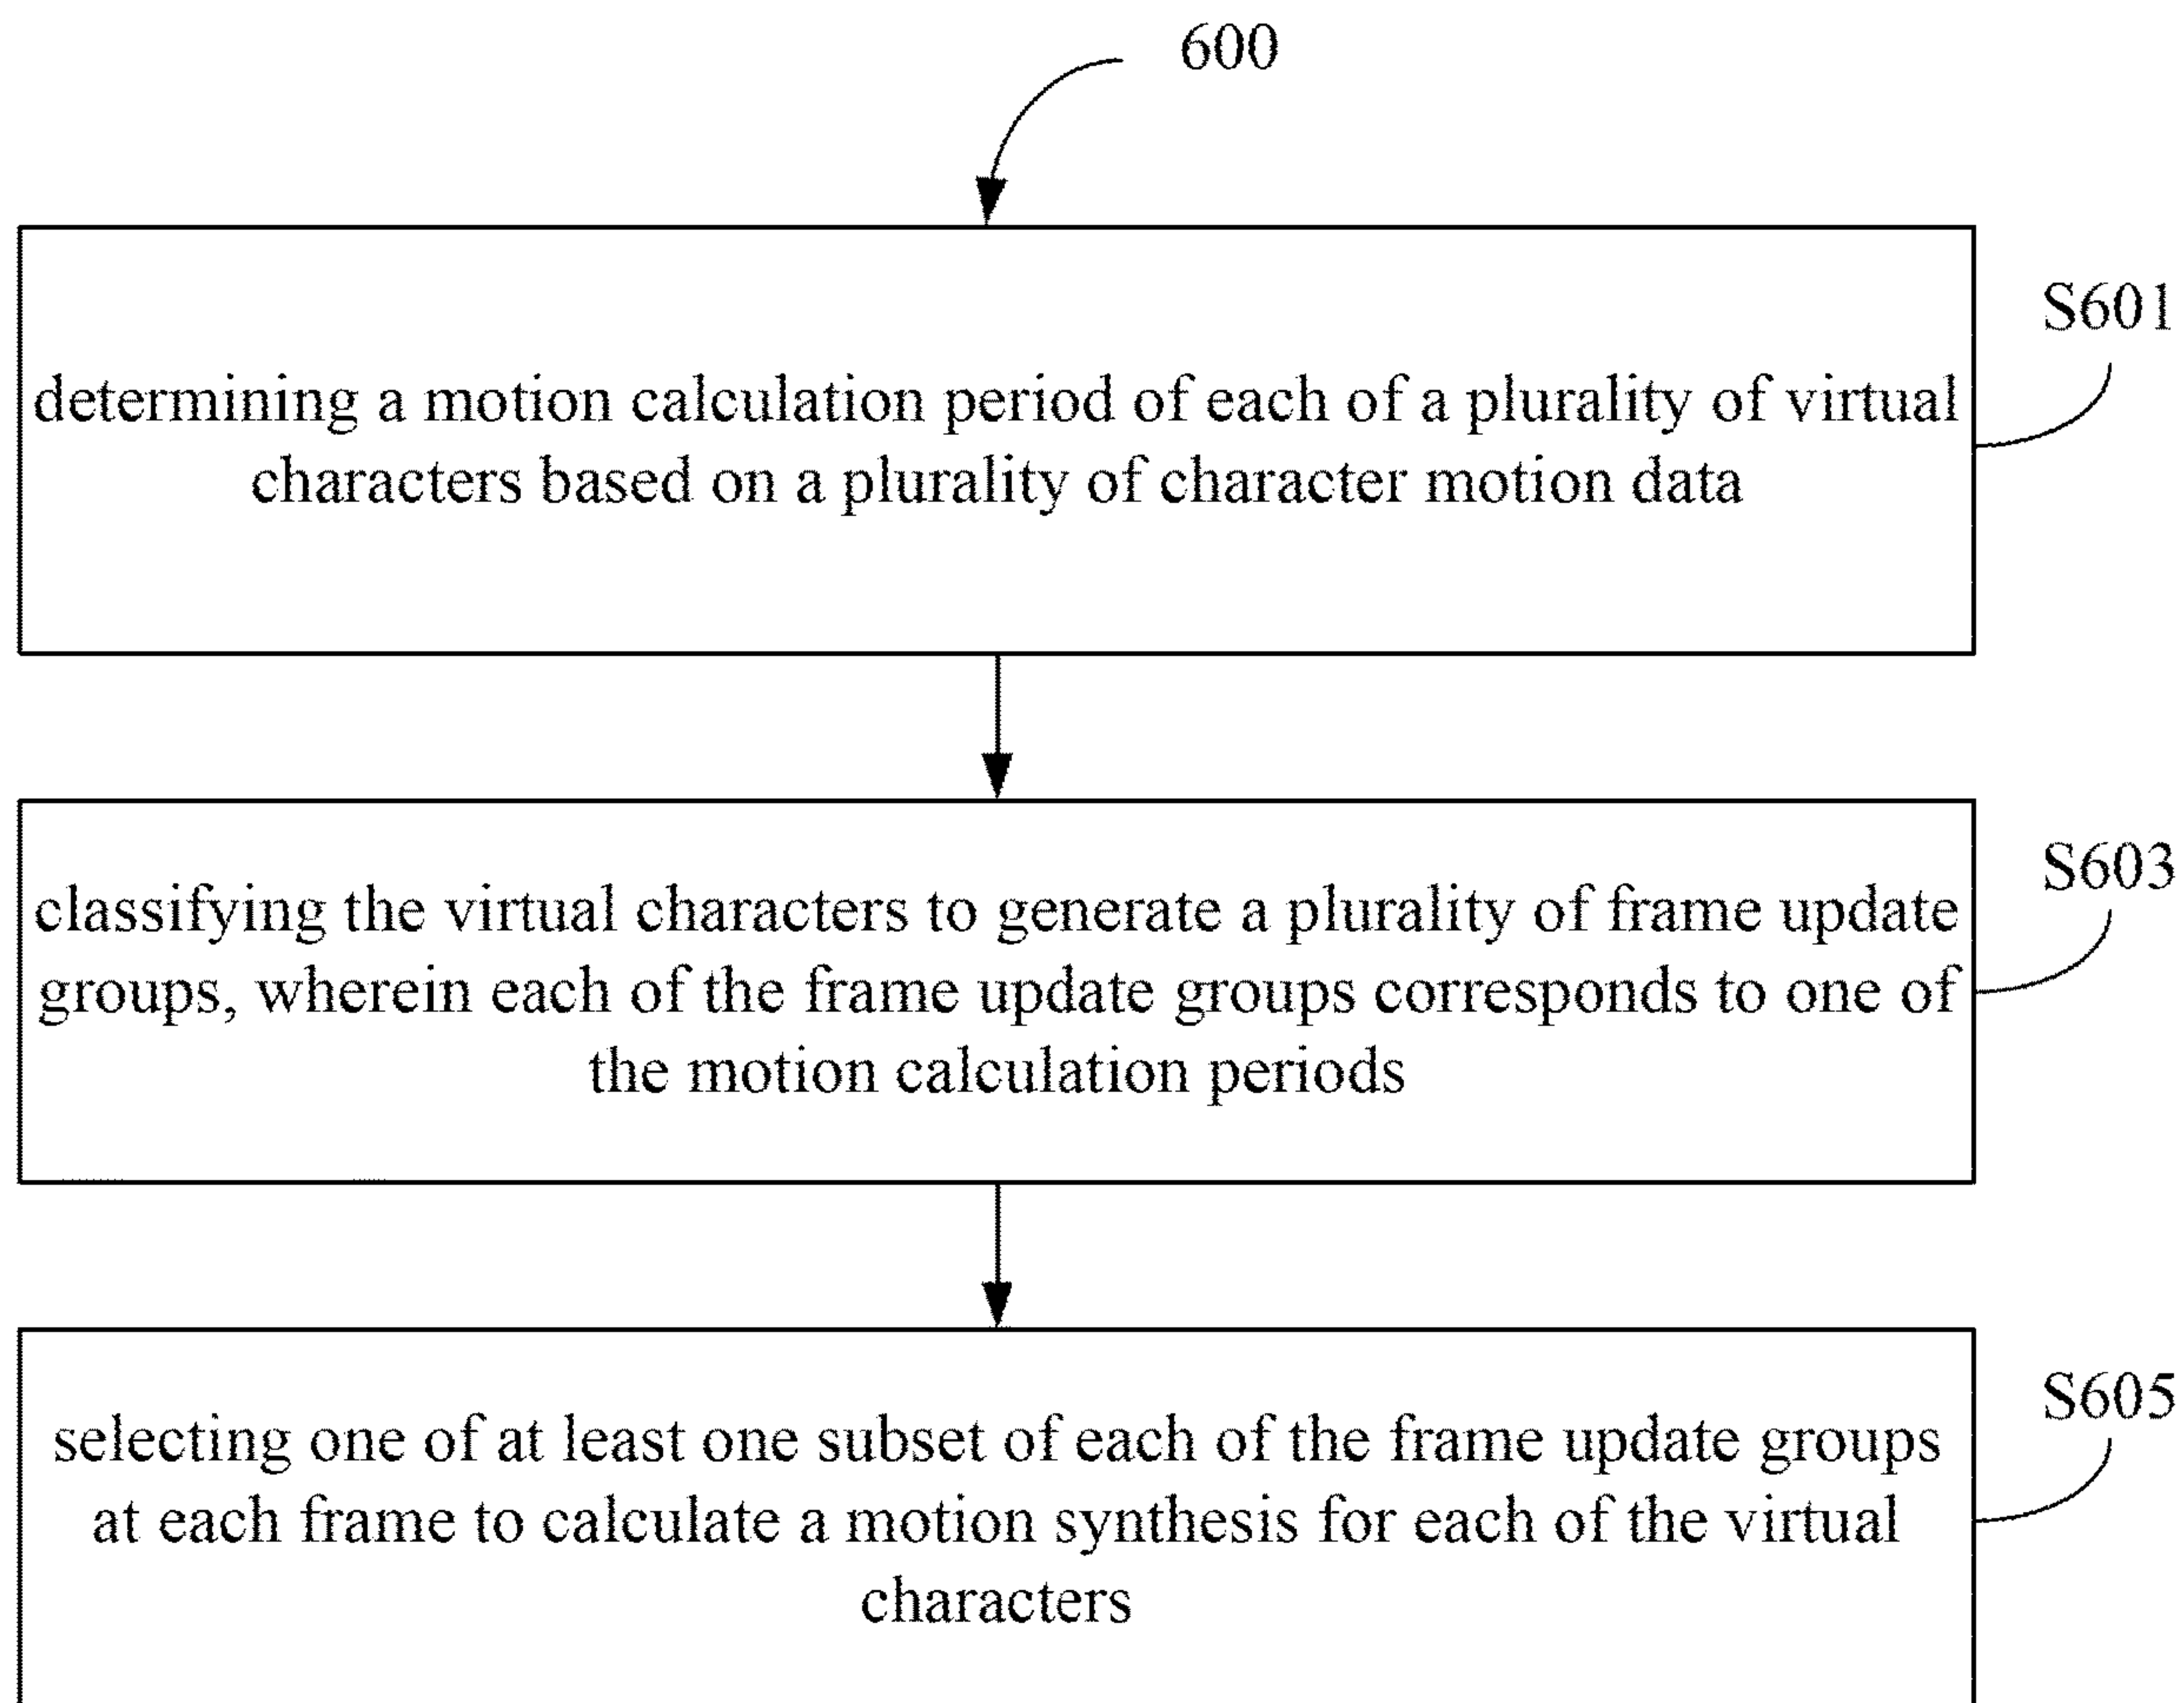 600
S601
determining a motion calculation period of each of a plurality of virtual
characters based on a plurality of character motion data
S603
classifying the virtual characters to generate a plurality of frame update
groups, wherein each of the frame update groups corresponds to one of
the motion calculation periods
S605
selecting one of at least one subset of each of the frame update groups
at each frame to calculate a motion synthesis for each of the virtual
characters